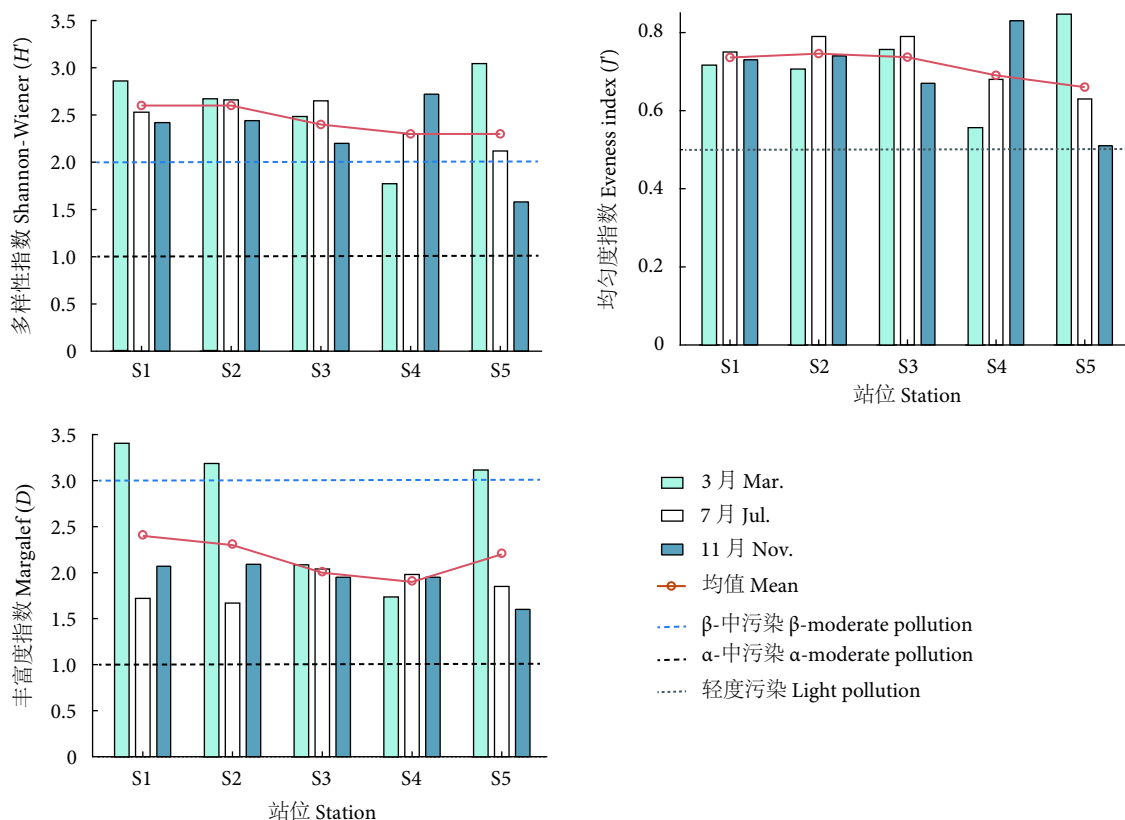 多样性指数 Shannon-Wiener (H′)
3.5
3.0
2.5
2.0
1.5
1.0
0.5
0
S1
S2
S3
S4
S5
均匀度指数 Eveness index (J′)
0.8
0.6
0.4
0.2
0
S1
S2
S3
S4
S5
站位 Station
丰富度指数 Margalef (D)
3.5
3.0
2.5
2.0
1.5
1.0
0.5
0
S1
S2
S3
S4
S5
站位 Station
3 月 Mar.
7 月 Jul.
11 月 Nov.
均值 Mean
β-中污染 β-moderate pollution
α-中污染 α-moderate pollution
轻度污染 Light pollution